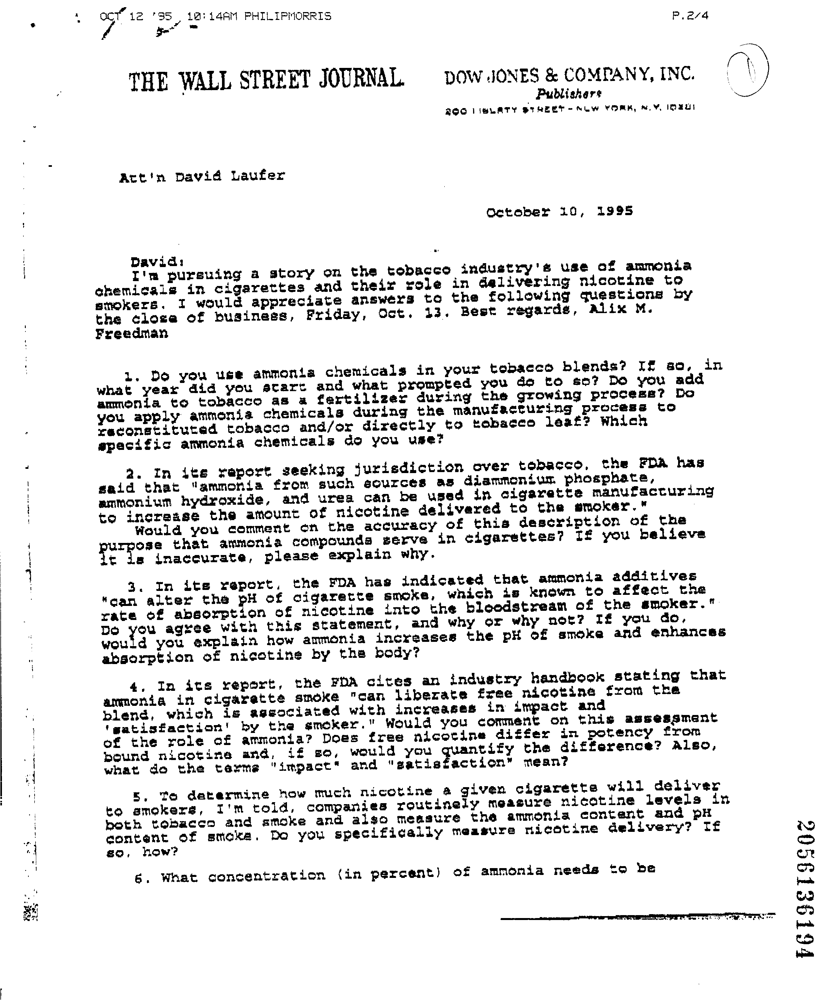 OCT 12 '95 10:14AM PHILIPMORRIS P.2/4
THE WALL STREET JOURNAL.
DOW JONES & COMPANY, INC.
Publishers
200 LIBERTY STREET - NEW YORK, N.Y. 10281
Att'n David Laufer
October 10, 1995
David:
I'm pursuing a story on the tobacco industry's use of ammonia
chemicals in cigarettes and their role in delivering nicotine to
smokers. I would appreciate answers to the following questions by
the close of business, Friday, Oct. 13. Best regards, Alix M.
Freedman
1. Do you use ammonia chemicals in your tobacco blends? If so, in
what year did you start and what prompted you do to so? Do you add
ammonia to tobacco as a fertilizer during the growing process? Do
you apply ammonia chemicals during the manufacturing process to
reconstituted tobacco and/or directly to tobacco leaf? Which
specific ammonia chemicals do you use?
2. In its report seeking jurisdiction over tobacco, the FDA has
said that "ammonia from such sources as diammonium phosphate,
ammonium hydroxide, and urea can be used in cigarette manufacturing
to increase the amount of nicotine delivered to the smoker."
Would you comment on the accuracy of this description of the
purpose that ammonia compounds serve in cigarettes? If you believe
it is inaccurate, please explain why.
3. In its report, the FDA has indicated that ammonia additives
"can alter the pH of cigarette smoke, which is known to affect the
rate of absorption of nicotine into the bloodstream of the smoker."
Do you agree with this statement, and why or why not? If you do,
would you explain how ammonia increases the pH of smoke and enhances
absorption of nicotine by the body?
4. In its report, the FDA cites an industry handbook stating that
ammonia in cigarette smoke "can liberate free nicotine from the
blend, which is associated with increases in impact and
'satisfaction' by the smoker." Would you comment on this assessment
of the role of ammonia? Does free nicotine differ in potency from
bound nicotine and, if so, would you quantify the difference? Also,
what do the terms "impact" and "satisfaction" mean?
5. To determine how much nicotine a given cigarette will deliver
to smokers, I'm told, companies routinely measure nicotine levels in
both tobacco and smoke and also measure the ammonia content and pH
content of smoke. Do you specifically measure nicotine delivery? If
so, how?
6. What concentration (in percent) of ammonia needs to be
2056136194